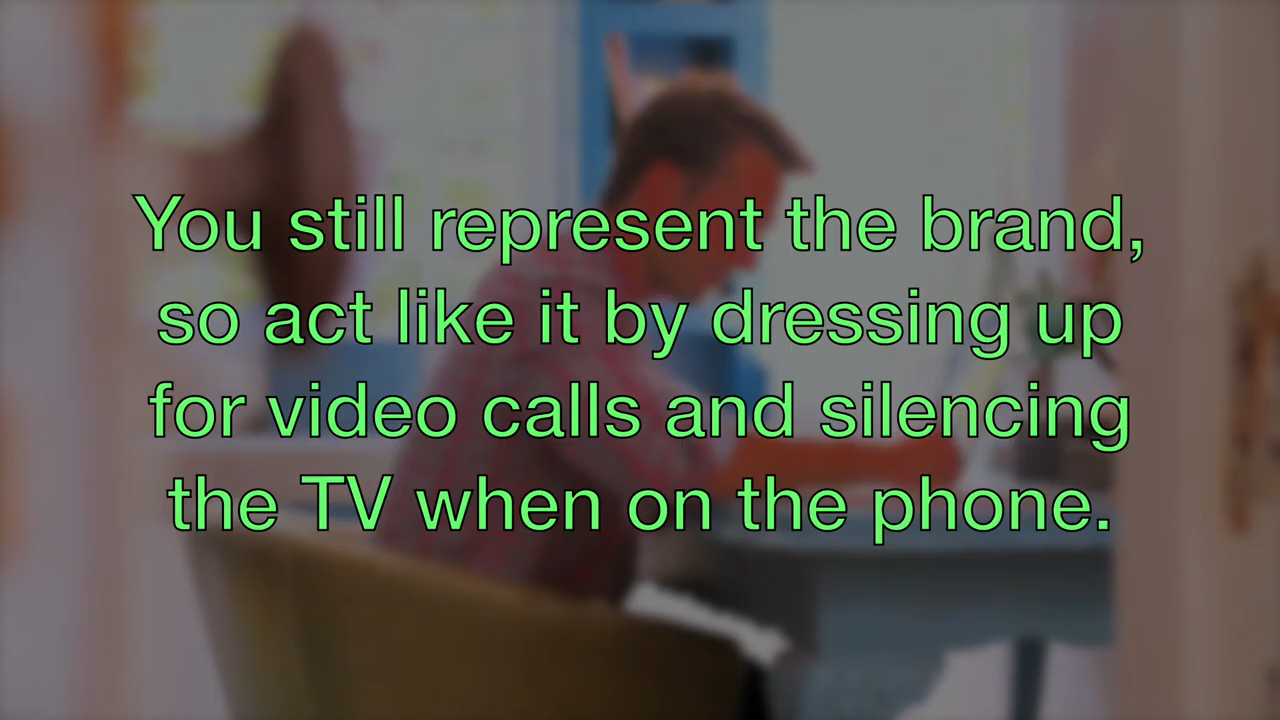 You still represent the brand,
so act like it by dressing up
for video calls and silencing
the TV when on the phone.